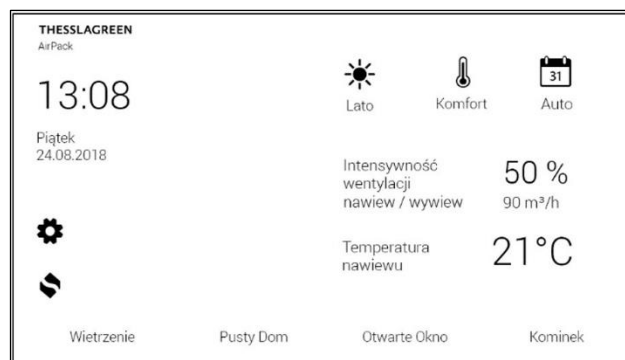 THESSLAGREEN
AirPack
13:08
Piątek
24.08.2018
31
Lato
Komfort
Auto
Intensywność
wentylacji
nawiew / wywiew
50 %
90 m³/h
Temperatura
nawiewu
21°C
Wietrzenie
Pusty Dom
Otwarte Okno
Kominek